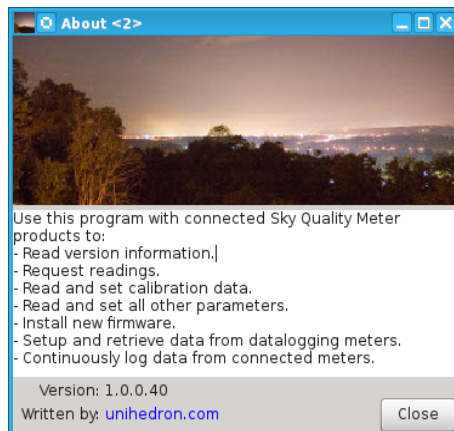 About <2>
Use this program with connected Sky Quality Meter
products to:
- Read version information.
- Request readings.
- Read and set calibration data.
- Read and set all other parameters.
- Install new firmware.
- Setup and retrieve data from datalogging meters.
- Continuously log data from connected meters.
Version: 1.0.0.40
Written by: unihedron.com
Close